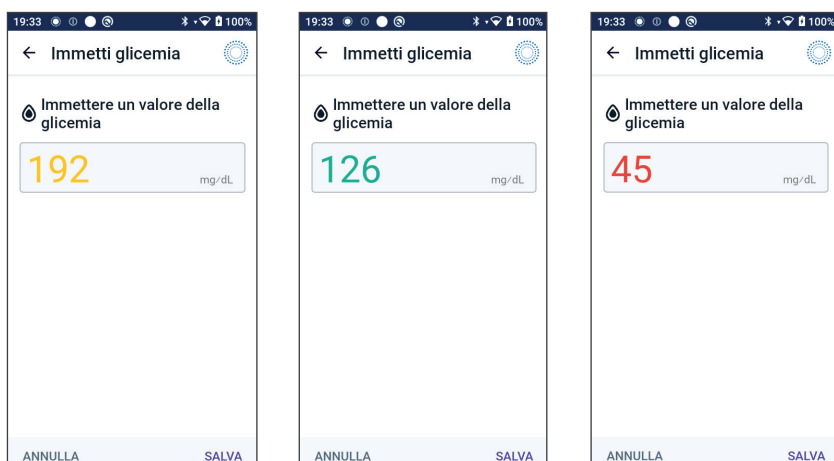 19:33 100%
Immetti glicemia
Immettere un valore della
glicemia
192 mg/dL
ANNULLA SALVA
19:33 100%
Immetti glicemia
Immettere un valore della
glicemia
126 mg/dL
ANNULLA SALVA
19:33 100%
Immetti glicemia
Immettere un valore della
glicemia
45 mg/dL
ANNULLA SALVA